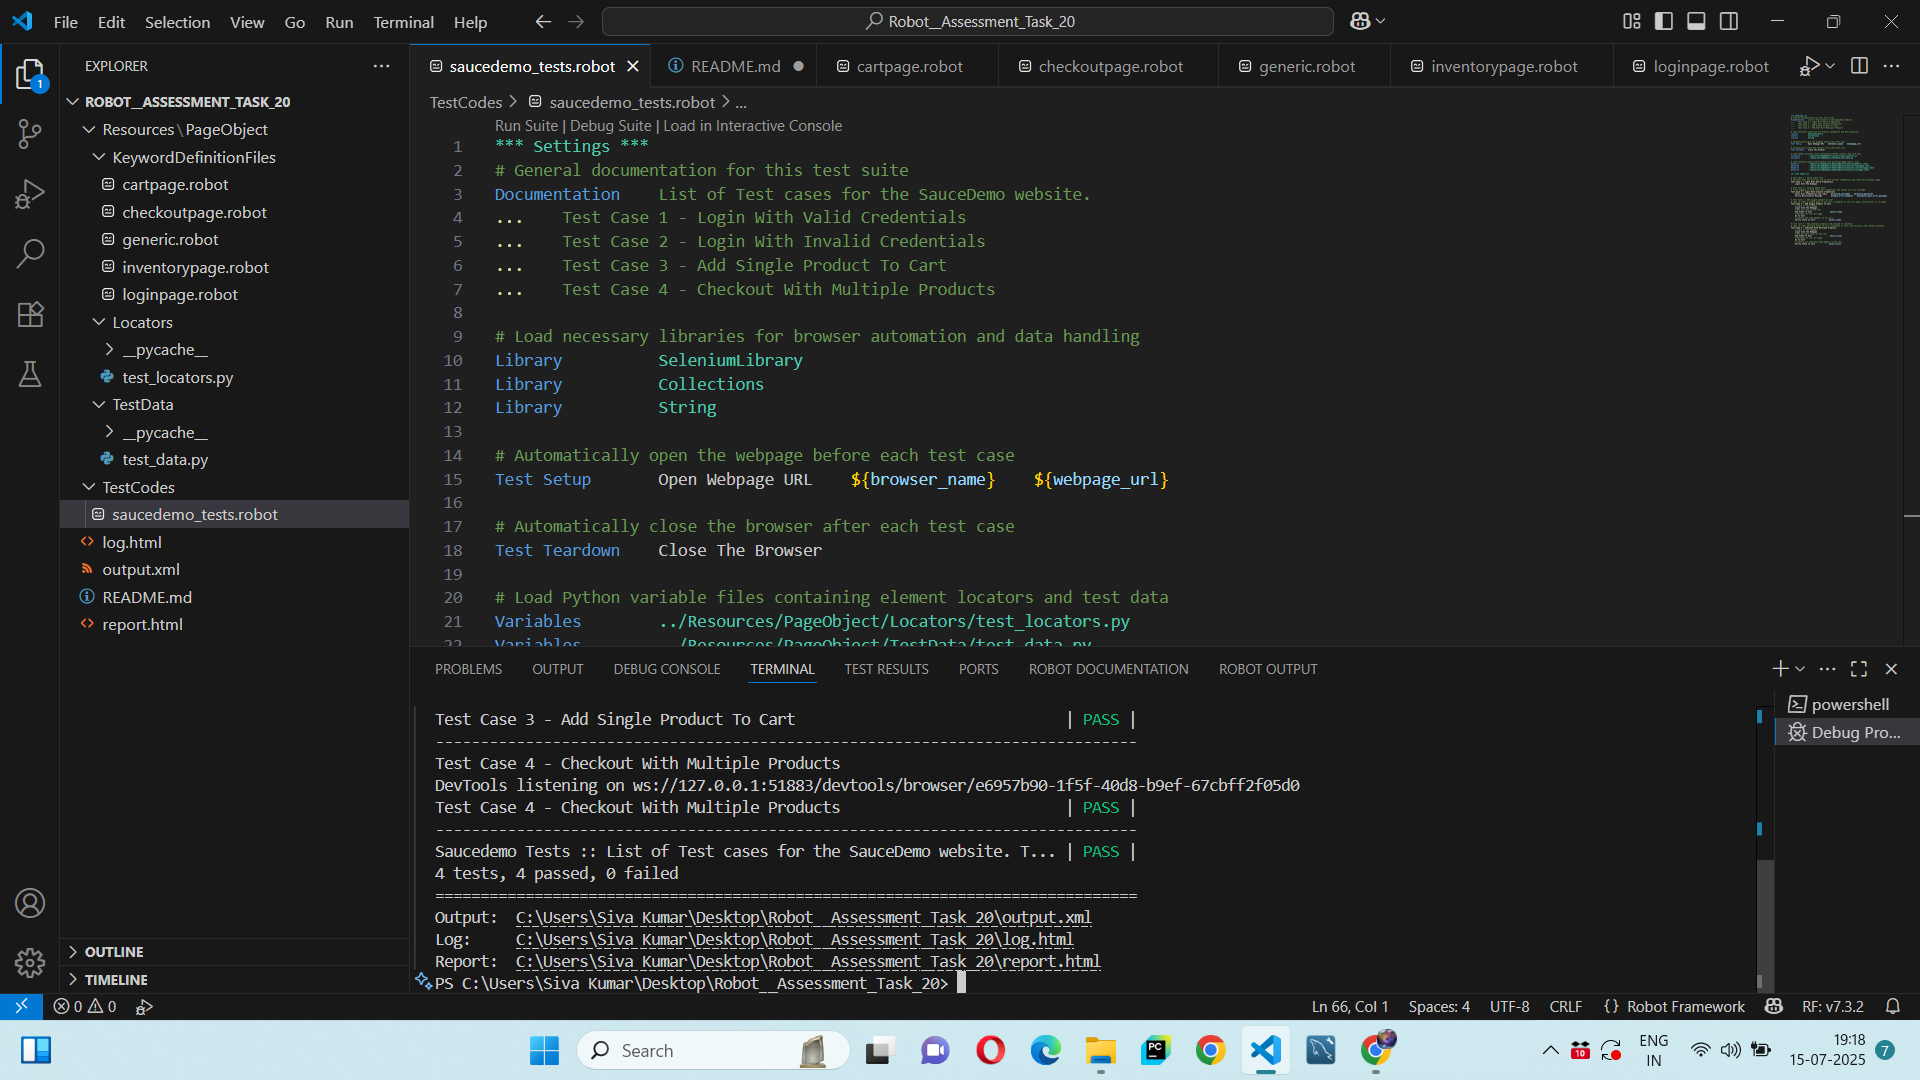 File Edit Selection View Go Run Terminal Help
Robot__Assessment_Task_20
EXPLORER
ROBOT__ASSESSMENT_TASK_20
Resources\PageObject
KeywordDefinitionFiles
cartpage.robot
checkoutpage.robot
generic.robot
inventorypage.robot
loginpage.robot
Locators
__pycache__
test_locators.py
TestData
__pycache__
test_data.py
TestCodes
saucedemo_tests.robot
log.html
output.xml
README.md
report.html
OUTLINE
TIMELINE
1
saucedemo_tests.robot README.md cartpage.robot checkoutpage.robot generic.robot inventorypage.robot loginpage.robot
TestCodes > saucedemo_tests.robot > ...
Run Suite | Debug Suite | Load in Interactive Console
1 *** Settings ***
2 # General documentation for this test suite
3 Documentation List of Test cases for the SauceDemo website.
4 ... Test Case 1 - Login With Valid Credentials
5 ... Test Case 2 - Login With Invalid Credentials
6 ... Test Case 3 - Add Single Product To Cart
7 ... Test Case 4 - Checkout With Multiple Products
8
9 # Load necessary libraries for browser automation and data handling
10 Library SeleniumLibrary
11 Library Collections
12 Library String
13
14 # Automatically open the webpage before each test case
15 Test Setup Open Webpage URL ${browser_name} ${webpage_url}
16
17 # Automatically close the browser after each test case
18 Test Teardown Close The Browser
19
20 # Load Python variable files containing element locators and test data
21 Variables ../Resources/PageObject/Locators/test_locators.py
22 Variables ../Resources/PageObject/TestData/test_data.py
PROBLEMS OUTPUT DEBUG CONSOLE TERMINAL TEST RESULTS PORTS ROBOT DOCUMENTATION ROBOT OUTPUT
powershell
Debug Pro...
Test Case 3 - Add Single Product To Cart | PASS |
------------------------------------------------------------------------------
Test Case 4 - Checkout With Multiple Products
DevTools listening on ws://127.0.0.1:51883/devtools/browser/e6957b90-1f5f-40d8-b9ef-67cbff2f05d0
Test Case 4 - Checkout With Multiple Products | PASS |
------------------------------------------------------------------------------
Saucedemo Tests :: List of Test cases for the SauceDemo website. T... | PASS |
4 tests, 4 passed, 0 failed
==============================================================================
Output: C:\Users\Siva Kumar\Desktop\Robot__Assessment_Task_20\output.xml
Log: C:\Users\Siva Kumar\Desktop\Robot__Assessment_Task_20\log.html
Report: C:\Users\Siva Kumar\Desktop\Robot__Assessment_Task_20\report.html
PS C:\Users\Siva Kumar\Desktop\Robot__Assessment_Task_20>
0 0 Ln 66, Col 1 Spaces: 4 UTF-8 CRLF {} Robot Framework RF: v7.3.2
Search
PC
10
ENG
IN
19:18
15-07-2025
7